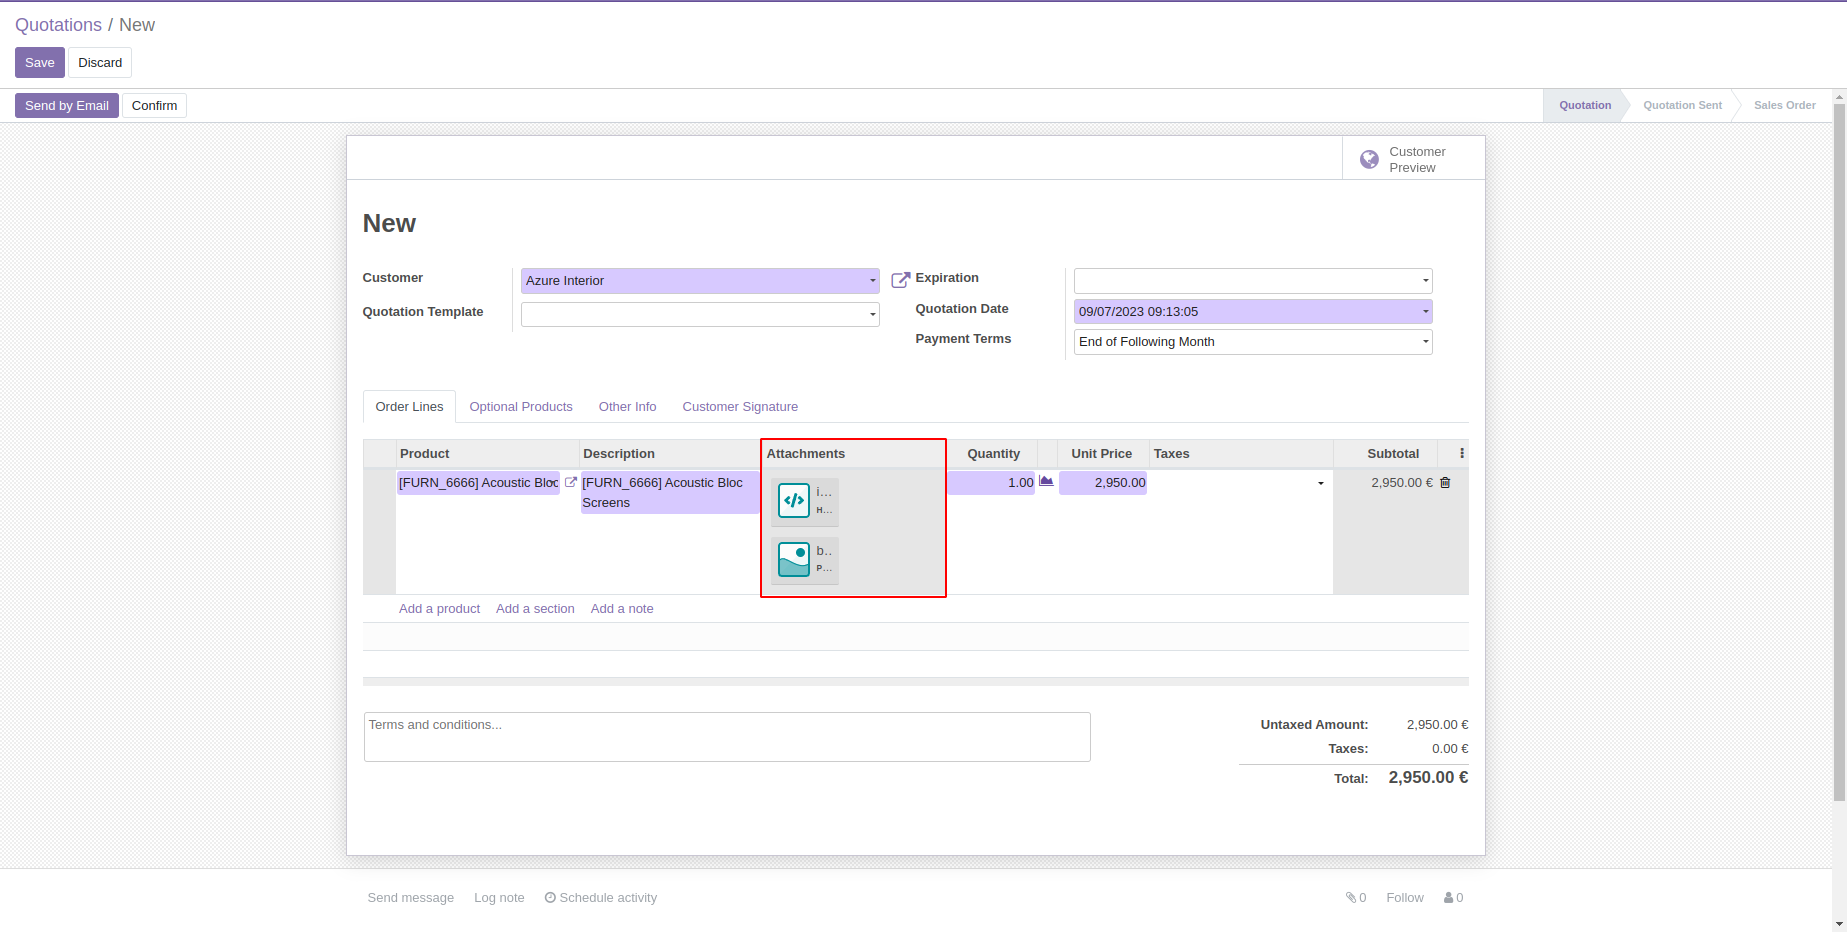 Quotations / New
Save Discard
Send by Email Confirm Quotation Quotation Sent Sales Order
Customer
Preview
New
Customer Azure Interior Expiration
Quotation Template Quotation Date 09/07/2023 09:13:05
Payment Terms End of Following Month
Order Lines Optional Products Other Info Customer Signature
Product Description Attachments Quantity Unit Price Taxes Subtotal
[FURN_6666] Acoustic Bloc [FURN_6666] Acoustic Bloc 1.00 2,950.00 2,950.00 €
Screens
i...
H...
b..
P...
Add a product Add a section Add a note
Terms and conditions...
Untaxed Amount: 2,950.00 €
Taxes: 0.00 €
Total: 2,950.00 €
Send message Log note Schedule activity 0 Follow 0